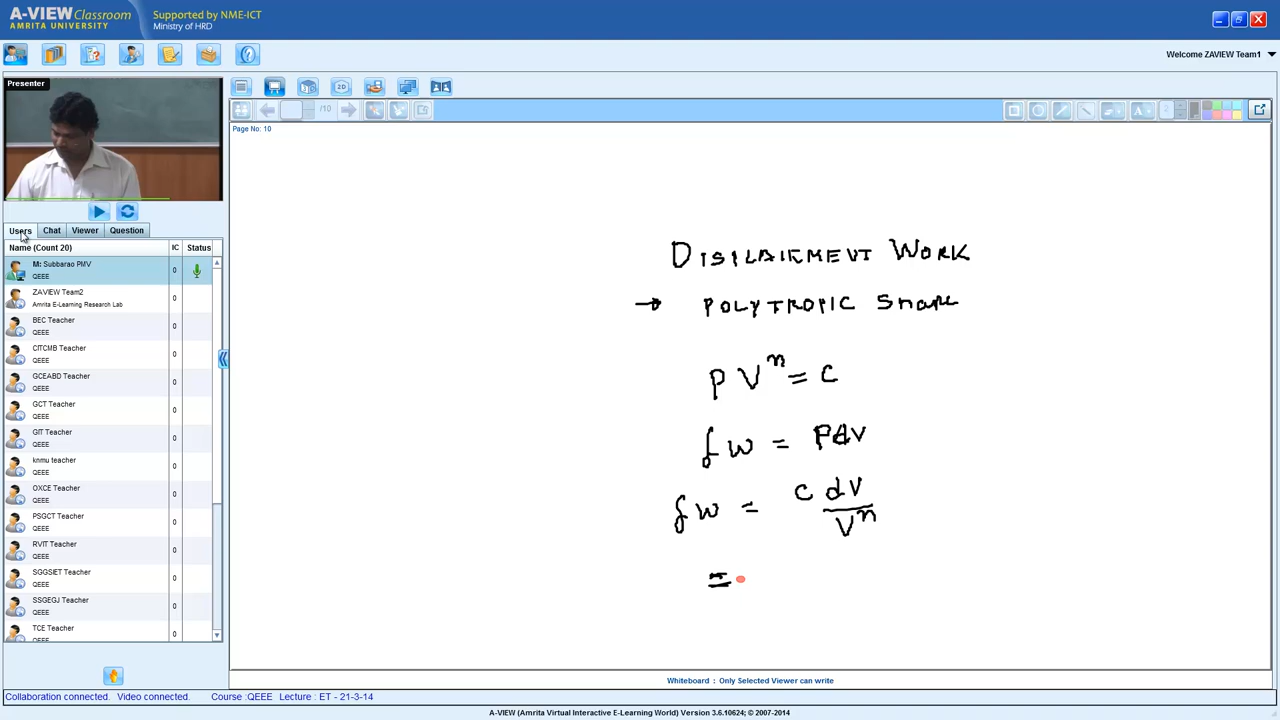 A-VIEW Classroom
AMRITA UNIVERSITY
Supported by NME-ICT
Ministry of HRD
Welcome ZAVIEW Team1
Presenter
/10
Page No: 10
Users Chat Viewer Question
Name (Count 20) IC Status
M: Subbarao PMV
QEEE
0
ZAVIEW Team2
Amrita E-Learning Research Lab
0
BEC Teacher
QEEE
0
CITCMB Teacher
QEEE
0
GCEABD Teacher
QEEE
0
GCT Teacher
QEEE
0
GIT Teacher
QEEE
0
knmu teacher
QEEE
0
OXCE Teacher
QEEE
0
PSGCT Teacher
QEEE
0
RVIT Teacher
QEEE
0
SGGSIET Teacher
QEEE
0
SSGEGJ Teacher
QEEE
0
TCE Teacher
QEEE
0
WORK
→ POLYTROPIC
P V^n = C
δW = PdV
δW = C dV / V^n
=
Whiteboard : Only Selected Viewer can write
Collaboration connected. Video connected. Course :QEEE Lecture : ET - 21-3-14
A-VIEW (Amrita Virtual Interactive E-Learning World) Version 3.6.10624; © 2007-2014